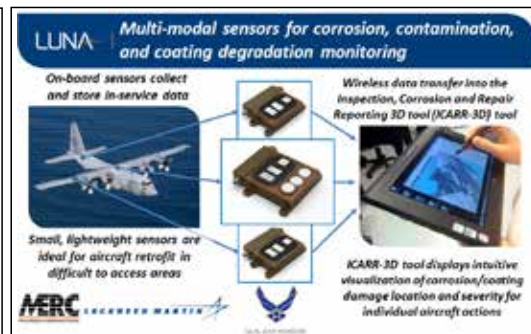 LUNA
Multi-modal sensors for corrosion, contamination,
and coating degradation monitoring
On-board sensors collect
and store in-service data
Wireless data transfer into the
Inspection, Corrosion and Repair
Reporting 3D tool (ICARR-3D) tool
Small, lightweight sensors are
ideal for aircraft retrofit in
difficult to access areas
ICARR-3D tool displays intuitive
visualization of corrosion/coating
damage location and severity for
individual aircraft actions
MERC
LOCKHEED MARTIN
U.S. AIR FORCE